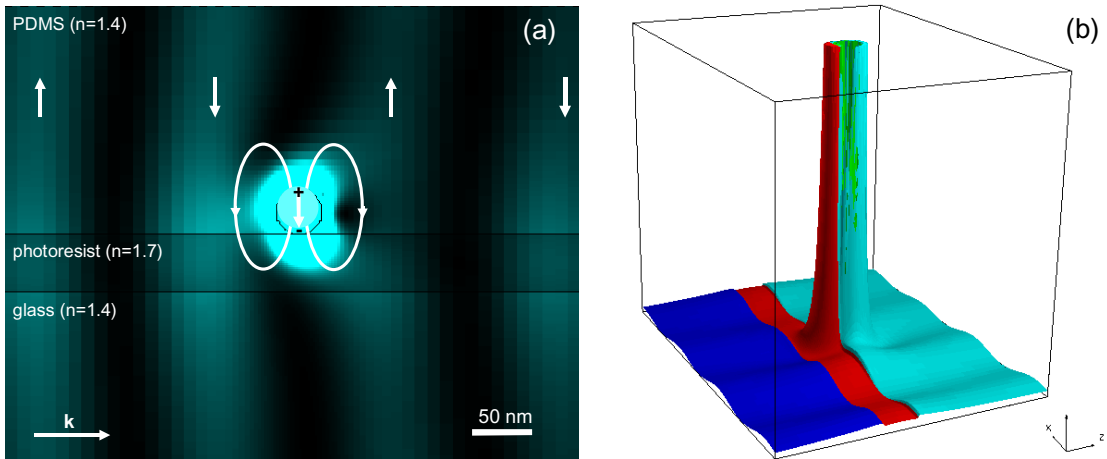 PDMS (n=1.4)
(a)
+
-
photoresist (n=1.7)
glass (n=1.4)
k
50 nm
(b)
x
z